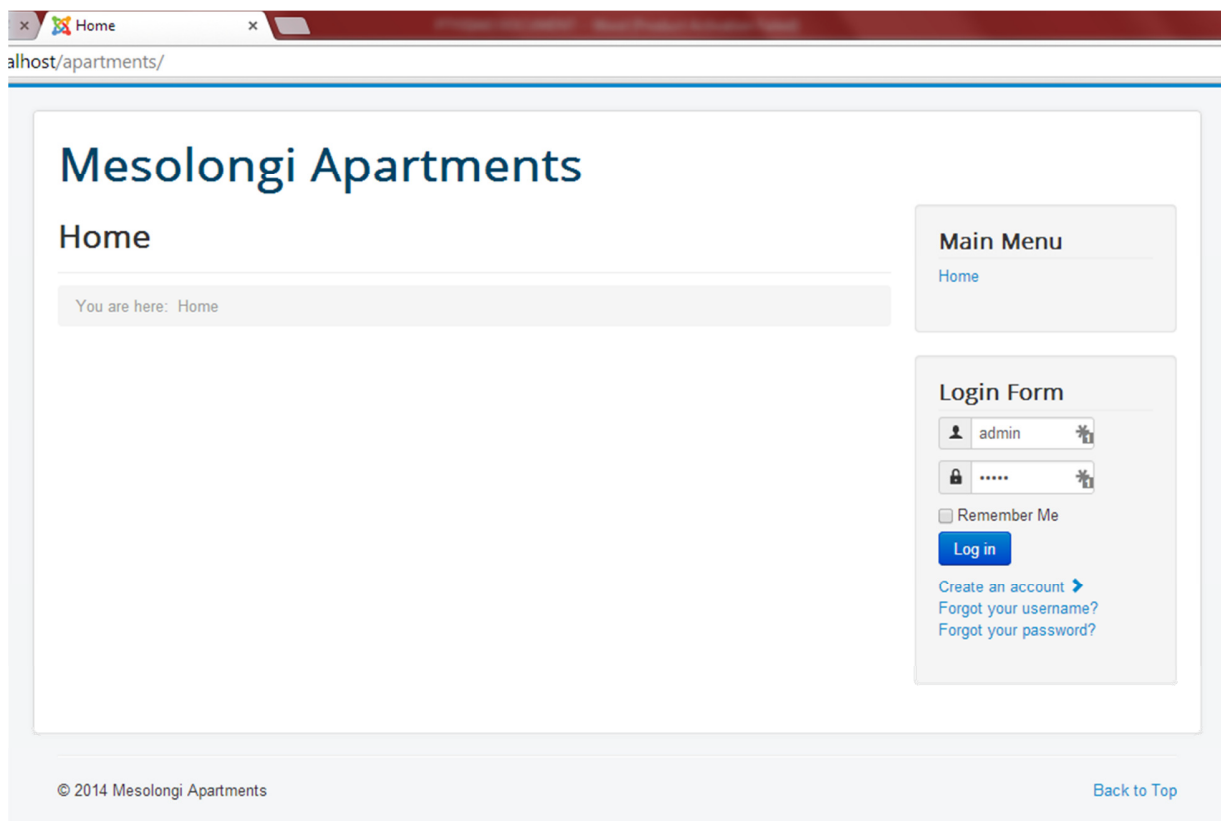 Home
alhost/apartments/
Mesolongi Apartments
Home
You are here: Home
Main Menu
Home
Login Form
admin
•••••
Remember Me
Log in
Create an account
Forgot your username?
Forgot your password?
© 2014 Mesolongi Apartments
Back to Top